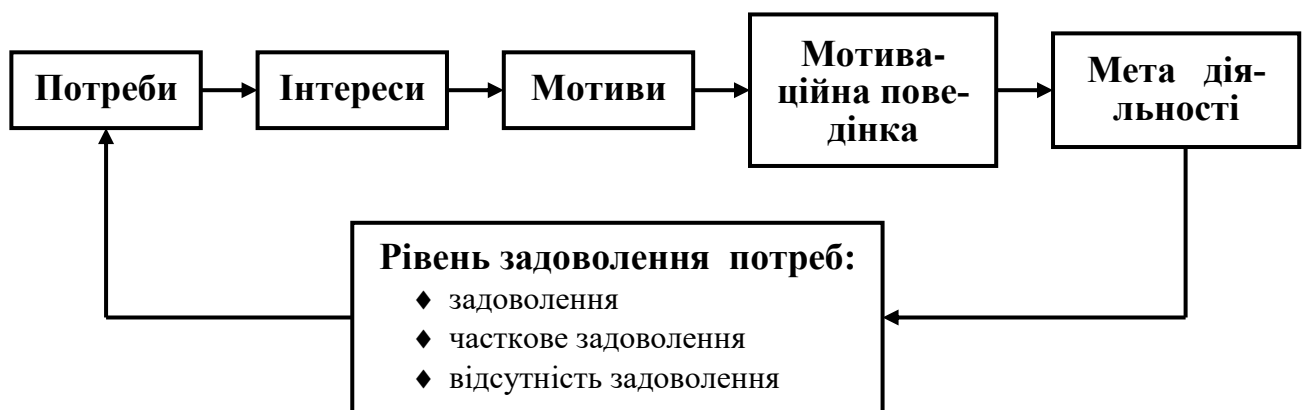 Потреби
Інтереси
Мотиви
Мотива-
ційна пове-
дінка
Мета дія-
льності
Рівень задоволення потреб:
♦ задоволення
♦ часткове задоволення
♦ відсутність задоволення